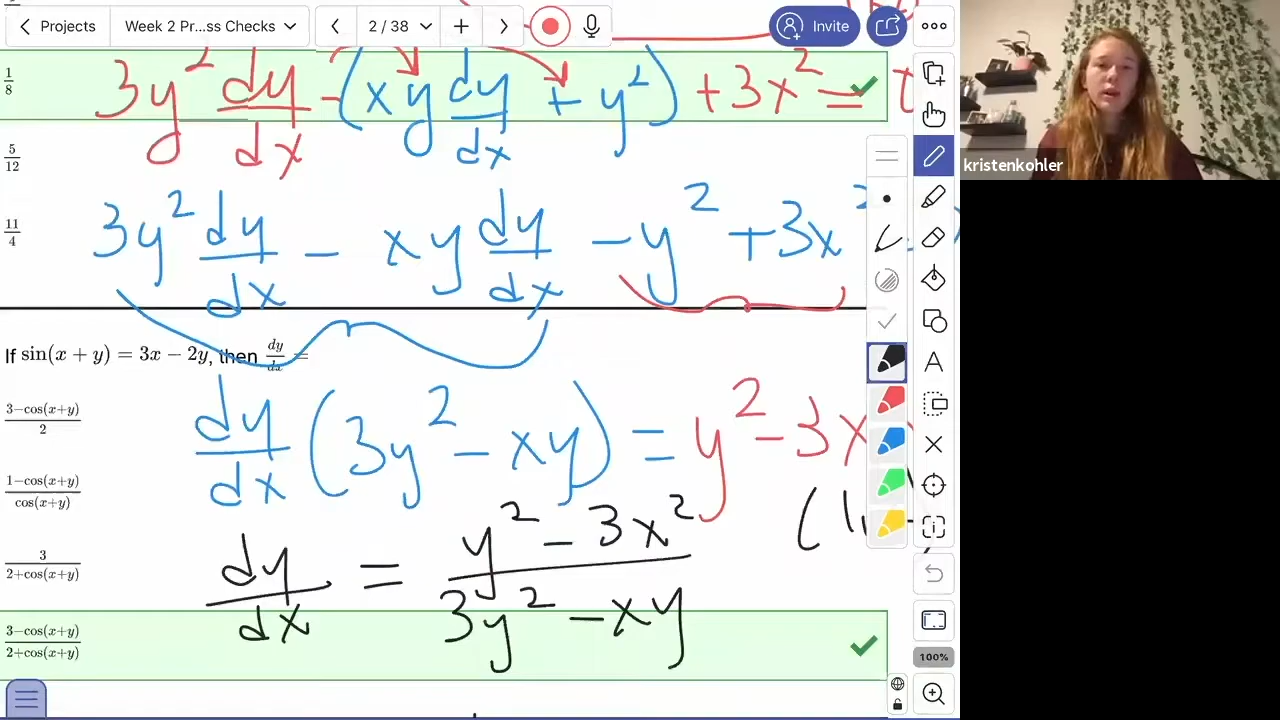 Projects Week 2 Pr...ss Checks 2 / 38 Invite
1/8
3y² dy/dx - (xy dy/dx + y²) + 3x² =
5/12
11/4
3y² dy/dx - xy dy/dx - y² + 3x²
If sin(x + y) = 3x − 2y, then dy/dx =
3−cos(x+y)/2
dy/dx (3y² - xy) = y² - 3x
1−cos(x+y)/cos(x+y)
(1,
dy/dx = y² - 3x²/3y² - xy
3/2+cos(x+y)
3−cos(x+y)/2+cos(x+y)
kristenkohler
A
100%